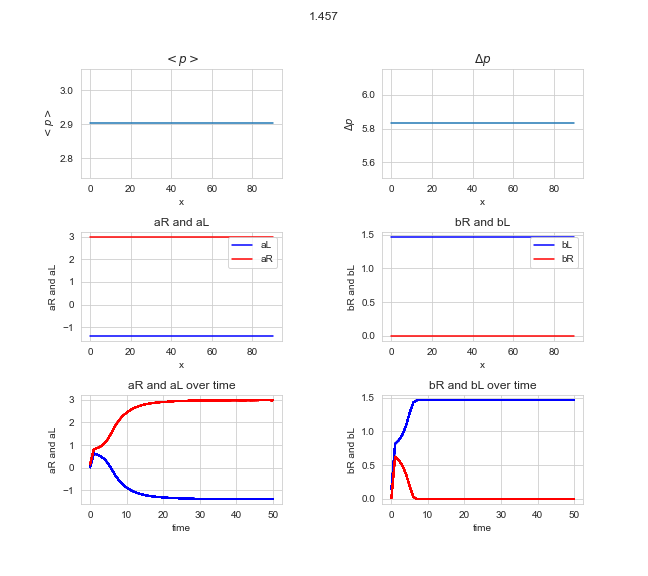 1.457
< p >
Δp
3.0
2.9
2.8
< p >
0 20 40 60 80
x
6.0
5.8
5.6
Δp
0 20 40 60 80
x
aR and aL
bR and bL
3
2
1
0
−1
aR and aL
aL
aR
0 20 40 60 80
x
1.5
1.0
0.5
0.0
bR and bL
bL
bR
0 20 40 60 80
x
aR and aL over time
bR and bL over time
3
2
1
0
−1
aR and aL
0 10 20 30 40 50
time
1.5
1.0
0.5
0.0
bR and bL
0 10 20 30 40 50
time